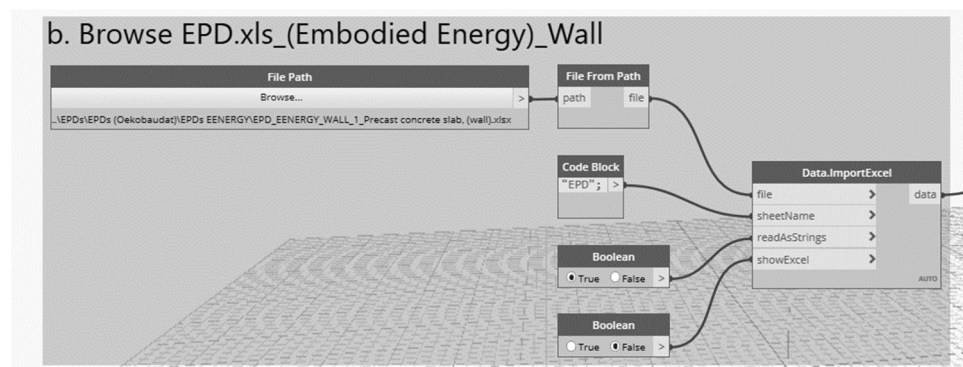 b. Browse EPD.xls_(Embodied Energy)_Wall
File Path
Browse...
>
..\EPDs\EPDs (Oekobaudat)\EPDs EENERGY\EPD_EENERGY_WALL_1_Precast concrete slab, (wall).xlsx
File From Path
path file
Code Block
"EPD"; >
Data.ImportExcel
file > data
sheetName >
readAsStrings >
showExcel >
AUTO
Boolean
True False >
Boolean
True False >